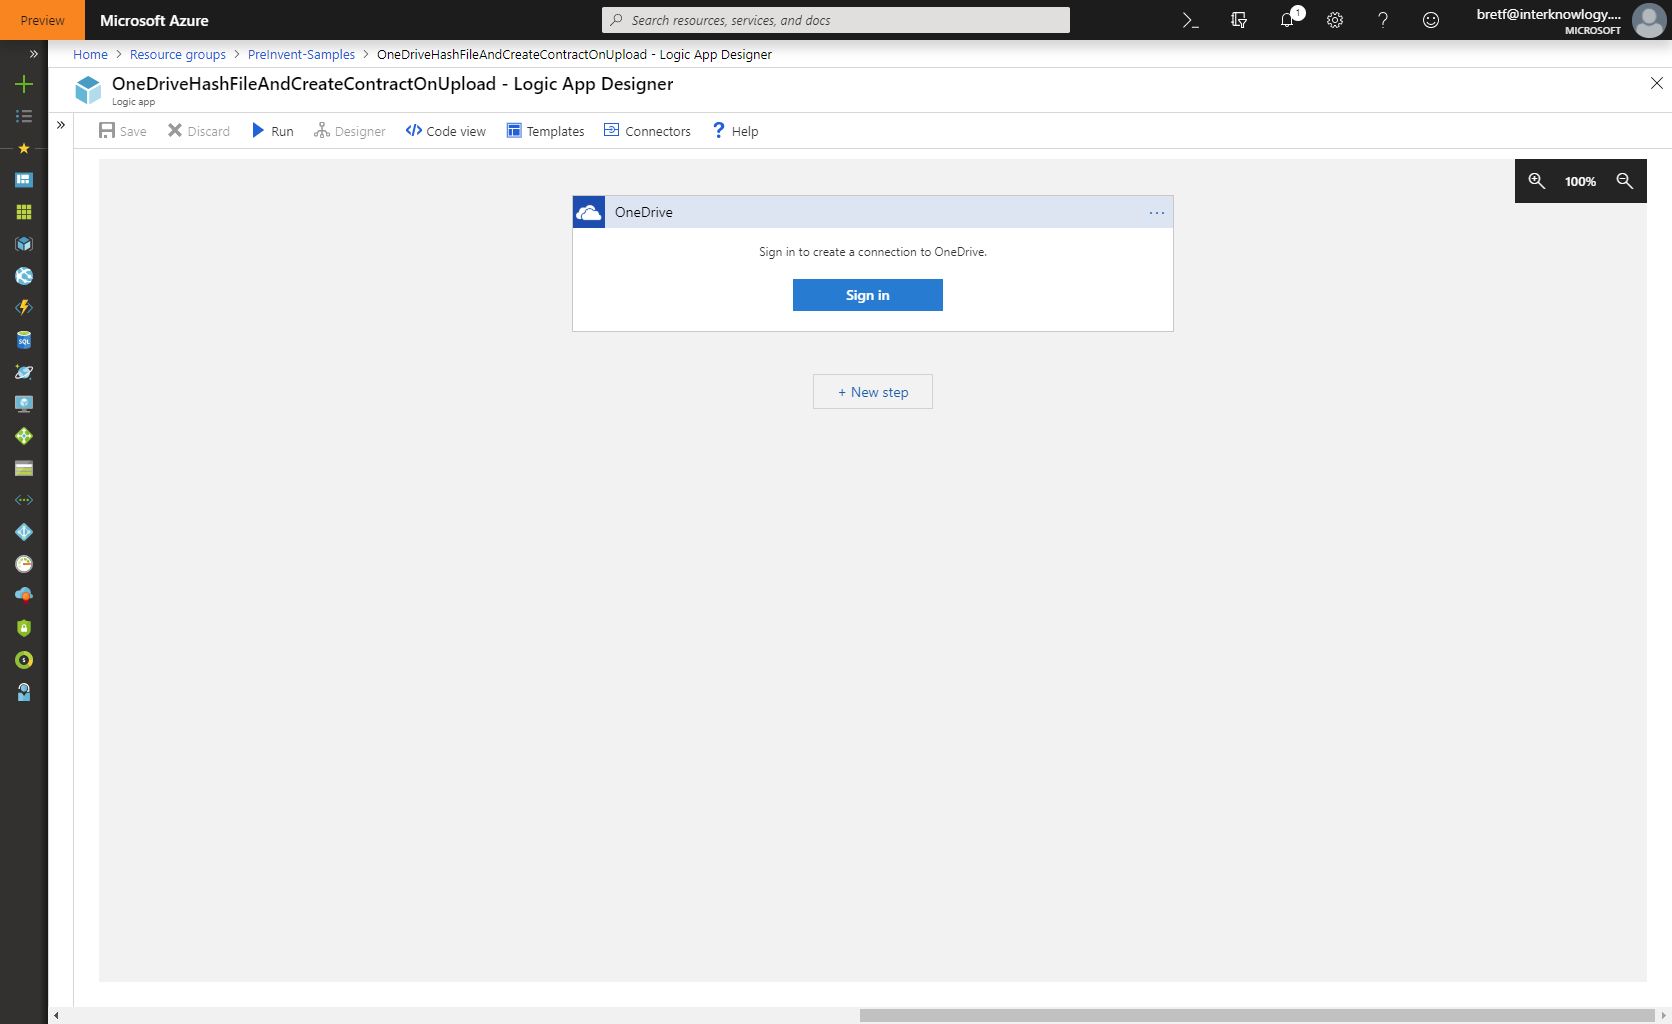 Preview
Microsoft Azure
Search resources, services, and docs
1
bretf@interknowlogy....
MICROSOFT
Home > Resource groups > PreInvent-Samples > OneDriveHashFileAndCreateContractOnUpload - Logic App Designer
OneDriveHashFileAndCreateContractOnUpload - Logic App Designer
Logic app
Save Discard Run Designer Code view Templates Connectors Help
100%
OneDrive
Sign in to create a connection to OneDrive.
Sign in
+ New step
SQL